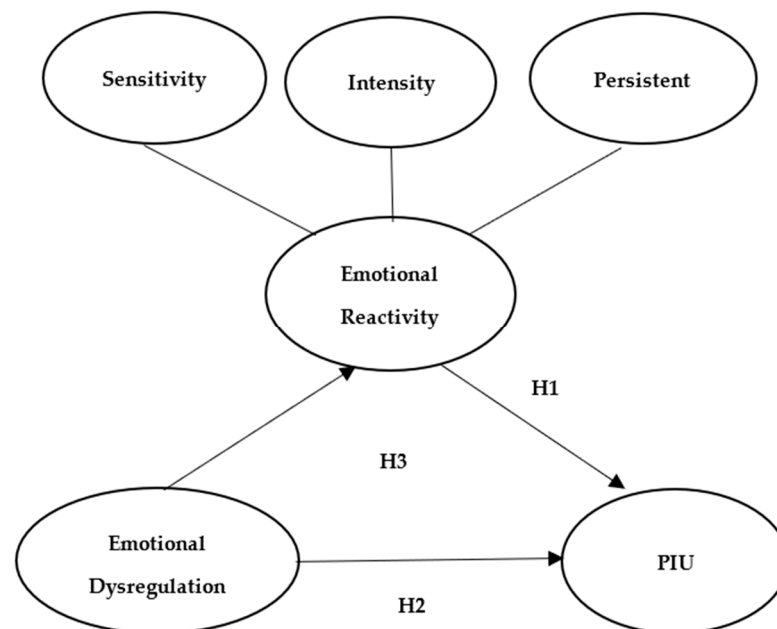 Sensitivity
Intensity
Persistent
Emotional
Reactivity
H1
H3
Emotional
Dysregulation
PIU
H2